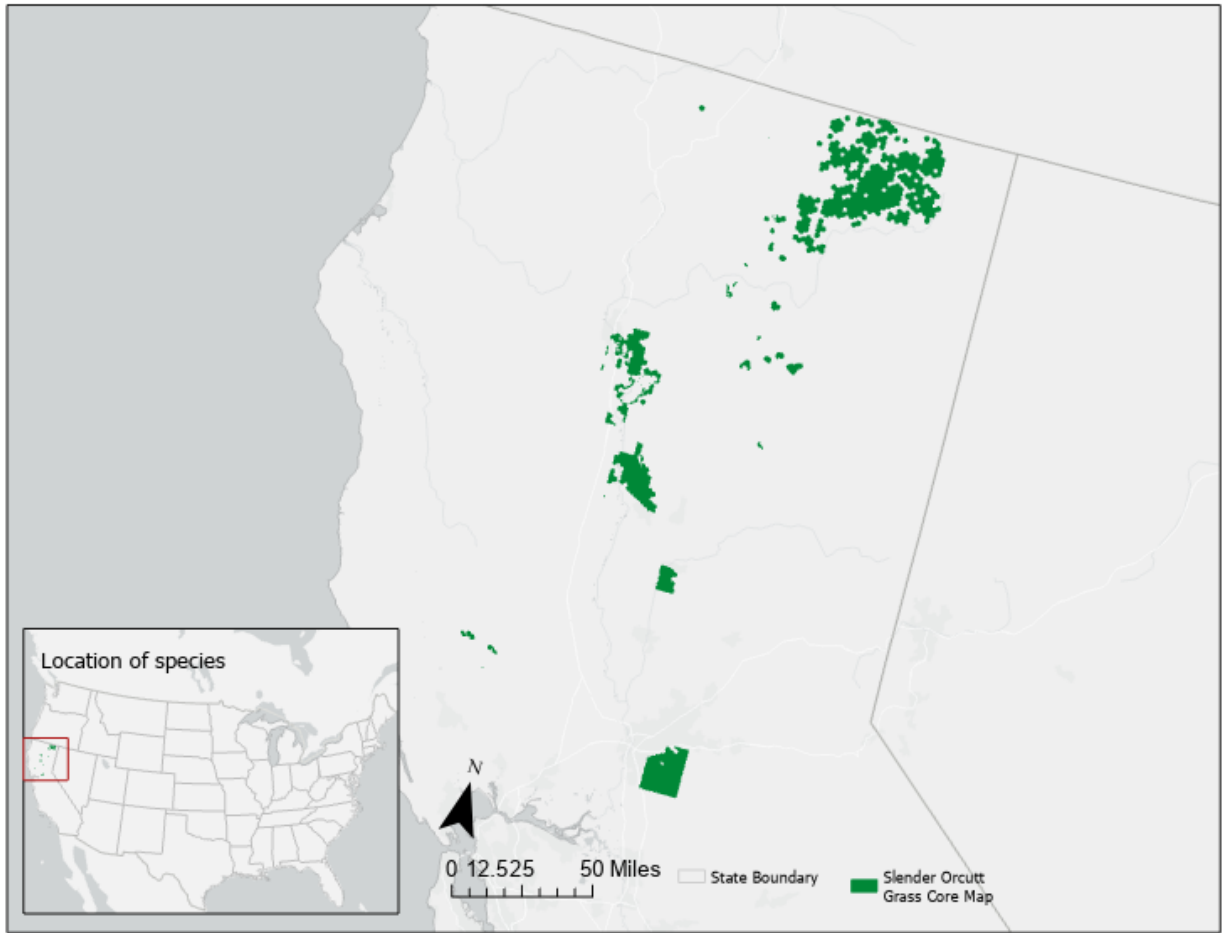 Location of species
N
0 12.525 50 Miles
State Boundary
Slender Orcutt
Grass Core Map